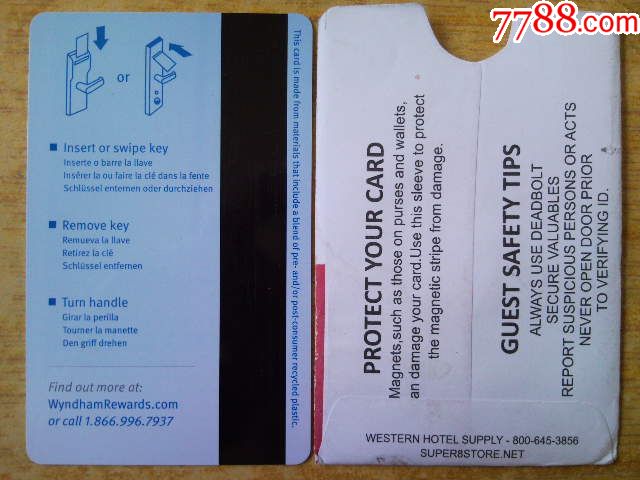 7788.com
or
Insert or swipe key
Inserte o barre la llave
Insérer la ou faire la clé dans la fente
Schlüssel enternen oder durchziehen
Remove key
Remueva la llave
Retirez la clé
Schlüssel entfernen
Turn handle
Girar la perilla
Tourner la manette
Den griff drehen
Find out more at:
WyndhamRewards.com
or call 1.866.996.7937
This card is made from materials that include a blend of pre- and/or post-consumer recycled plastic.
PROTECT YOUR CARD
Magnets,such as those on purses and wallets,
an damage your card.Use this sleeve to protect
the magnetic stripe from damage.
GUEST SAFETY TIPS
ALWAYS USE DEADBOLT
SECURE VALUABLES
REPORT SUSPICIOUS PERSONS OR ACTS
NEVER OPEN DOOR PRIOR
TO VERIFYING ID.
WESTERN HOTEL SUPPLY - 800-645-3856
SUPER8STORE.NET